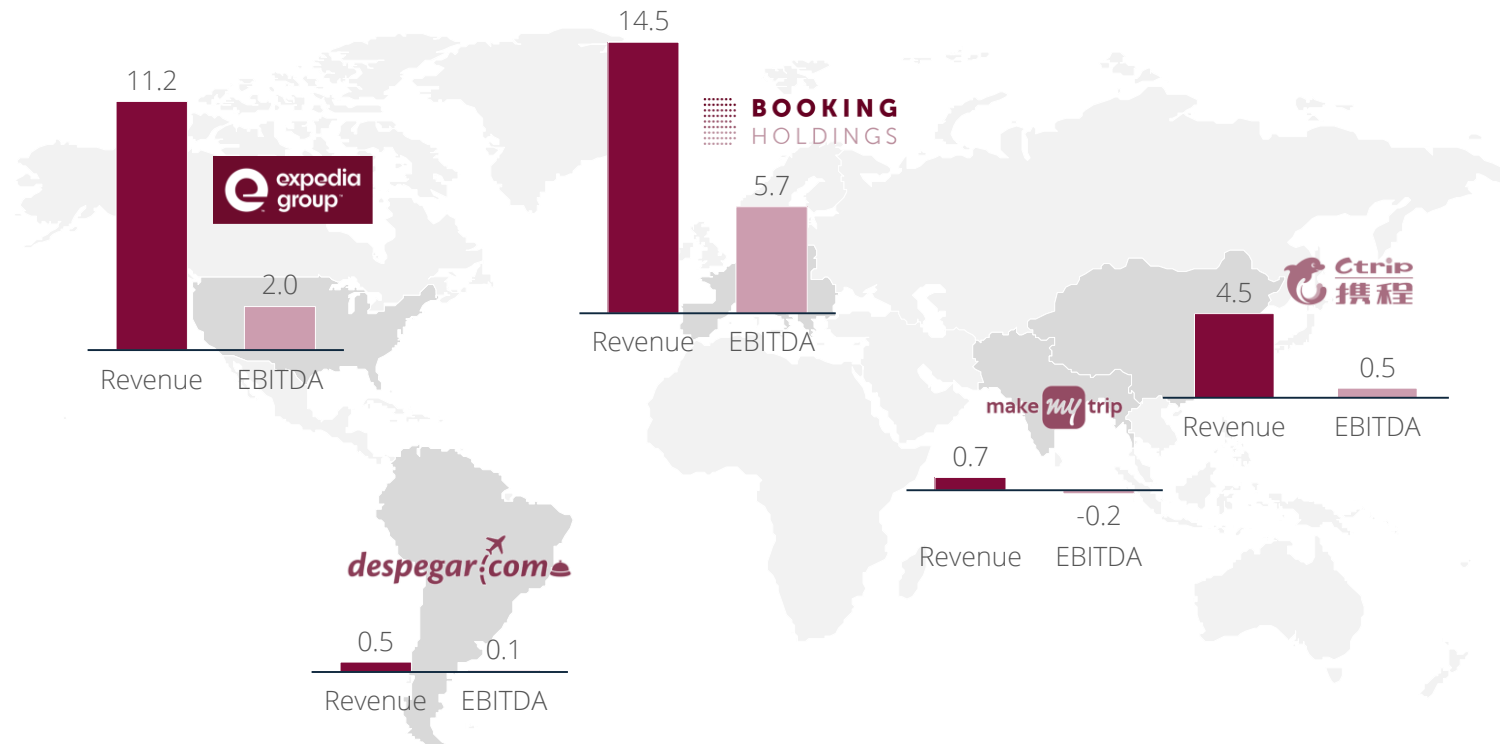 14.5
11.2
BOOKING
HOLDINGS
expedia
group™
5.7
2.0
Revenue EBITDA
Revenue EBITDA
Ctrip
携程
4.5
0.5
Revenue EBITDA
make my trip
0.7
-0.2
Revenue EBITDA
despegar.com
0.5
0.1
Revenue EBITDA